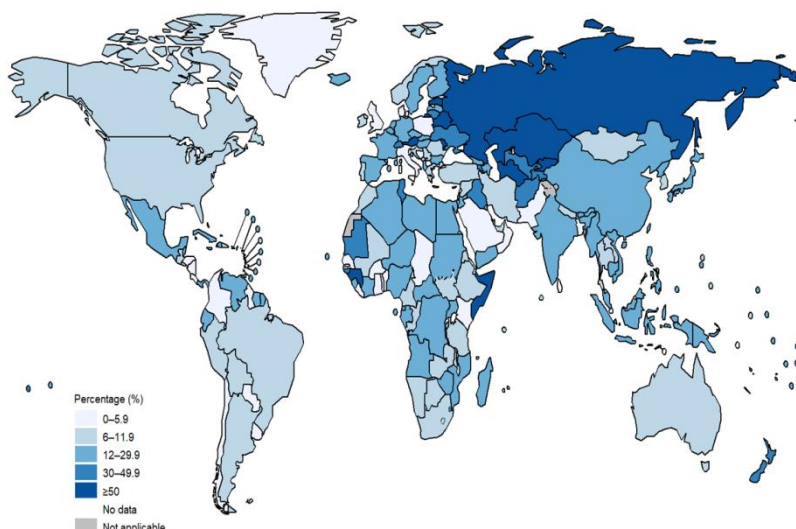 Percentage (%)
0–5.9
6–11.9
12–29.9
30–49.9
≥50
No data
Not applicable